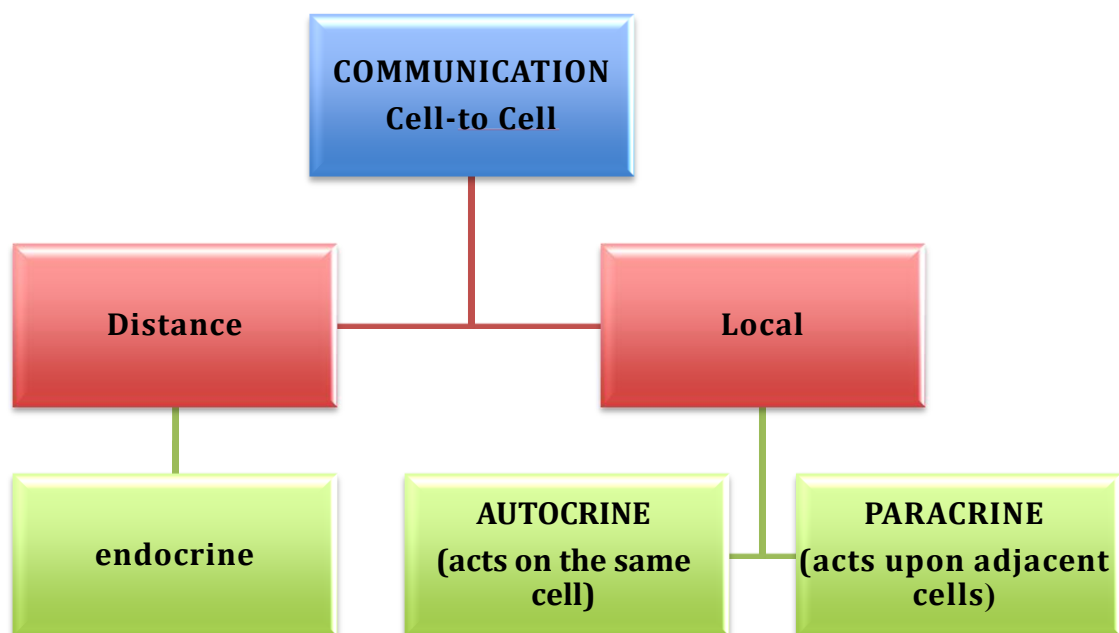 COMMUNICATION
Cell-to Cell
Distance
Local
endocrine
AUTOCRINE
(acts on the same
cell)
PARACRINE
(acts upon adjacent
cells)